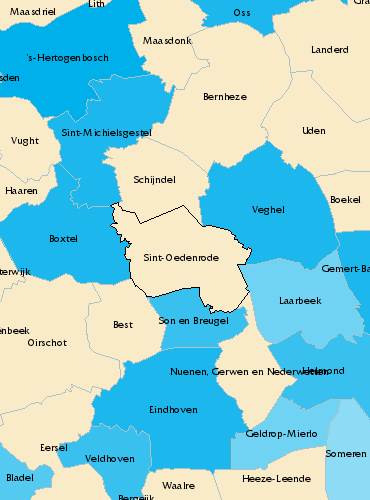 Maasdriel
Lith
Oss
Maasdonk
Landerd
's-Hertogenbosch
sden
Bernheze
Sint-Michielsgestel
Uden
Vught
Schijndel
Haaren
Boekel
Veghel
Boxtel
Sint-Oedenrode
terwijk
Gemert-Ba
Laarbeek
Best
Son en Breugel
nbeek
Oirschot
Nuenen, Gerwen en Nederwetten
Helmond
Eindhoven
Geldrop-Mierlo
Eersel
Veldhoven
Someren
Bladel
Waalre
Heeze-Leende
Bergeijk